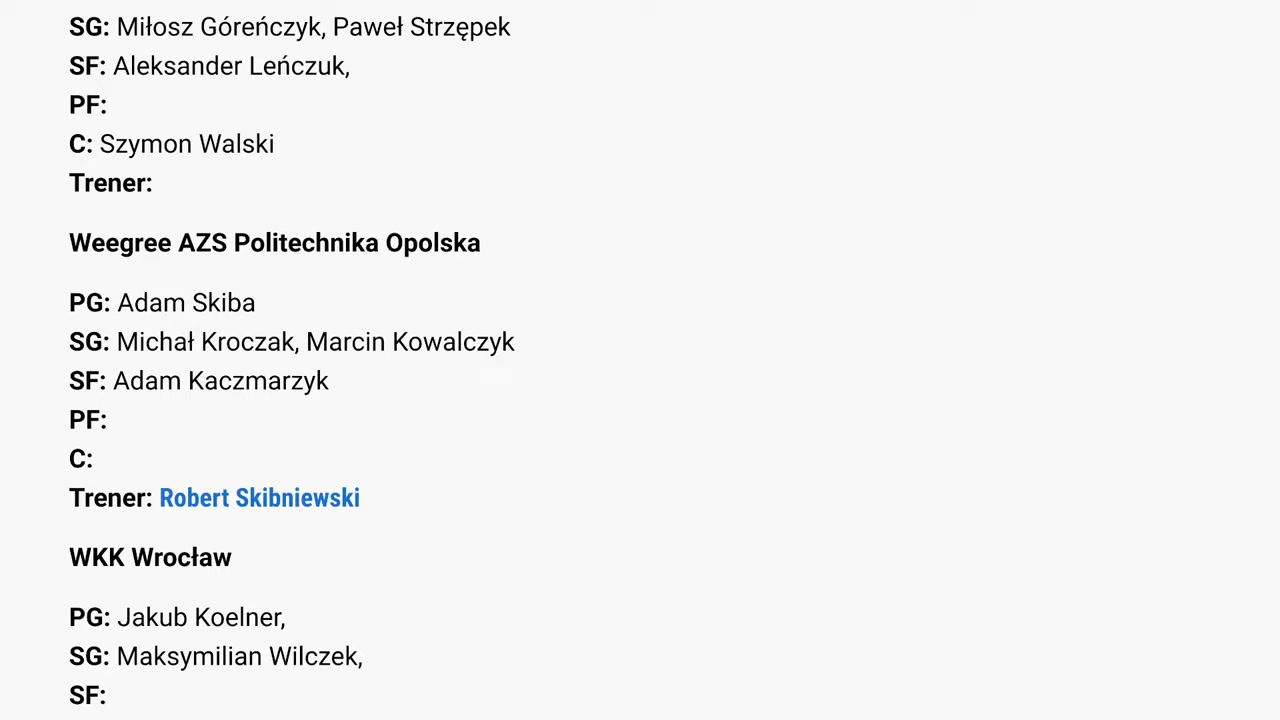 SG: Miłosz Góreńczyk, Paweł Strzępek
SF: Aleksander Leńczuk,
PF:
C: Szymon Walski
Trener:
Weegree AZS Politechnika Opolska
PG: Adam Skiba
SG: Michał Kroczak, Marcin Kowalczyk
SF: Adam Kaczmarzyk
PF:
C:
Trener: Robert Skibniewski
WKK Wrocław
PG: Jakub Koelner,
SG: Maksymilian Wilczek,
SF: